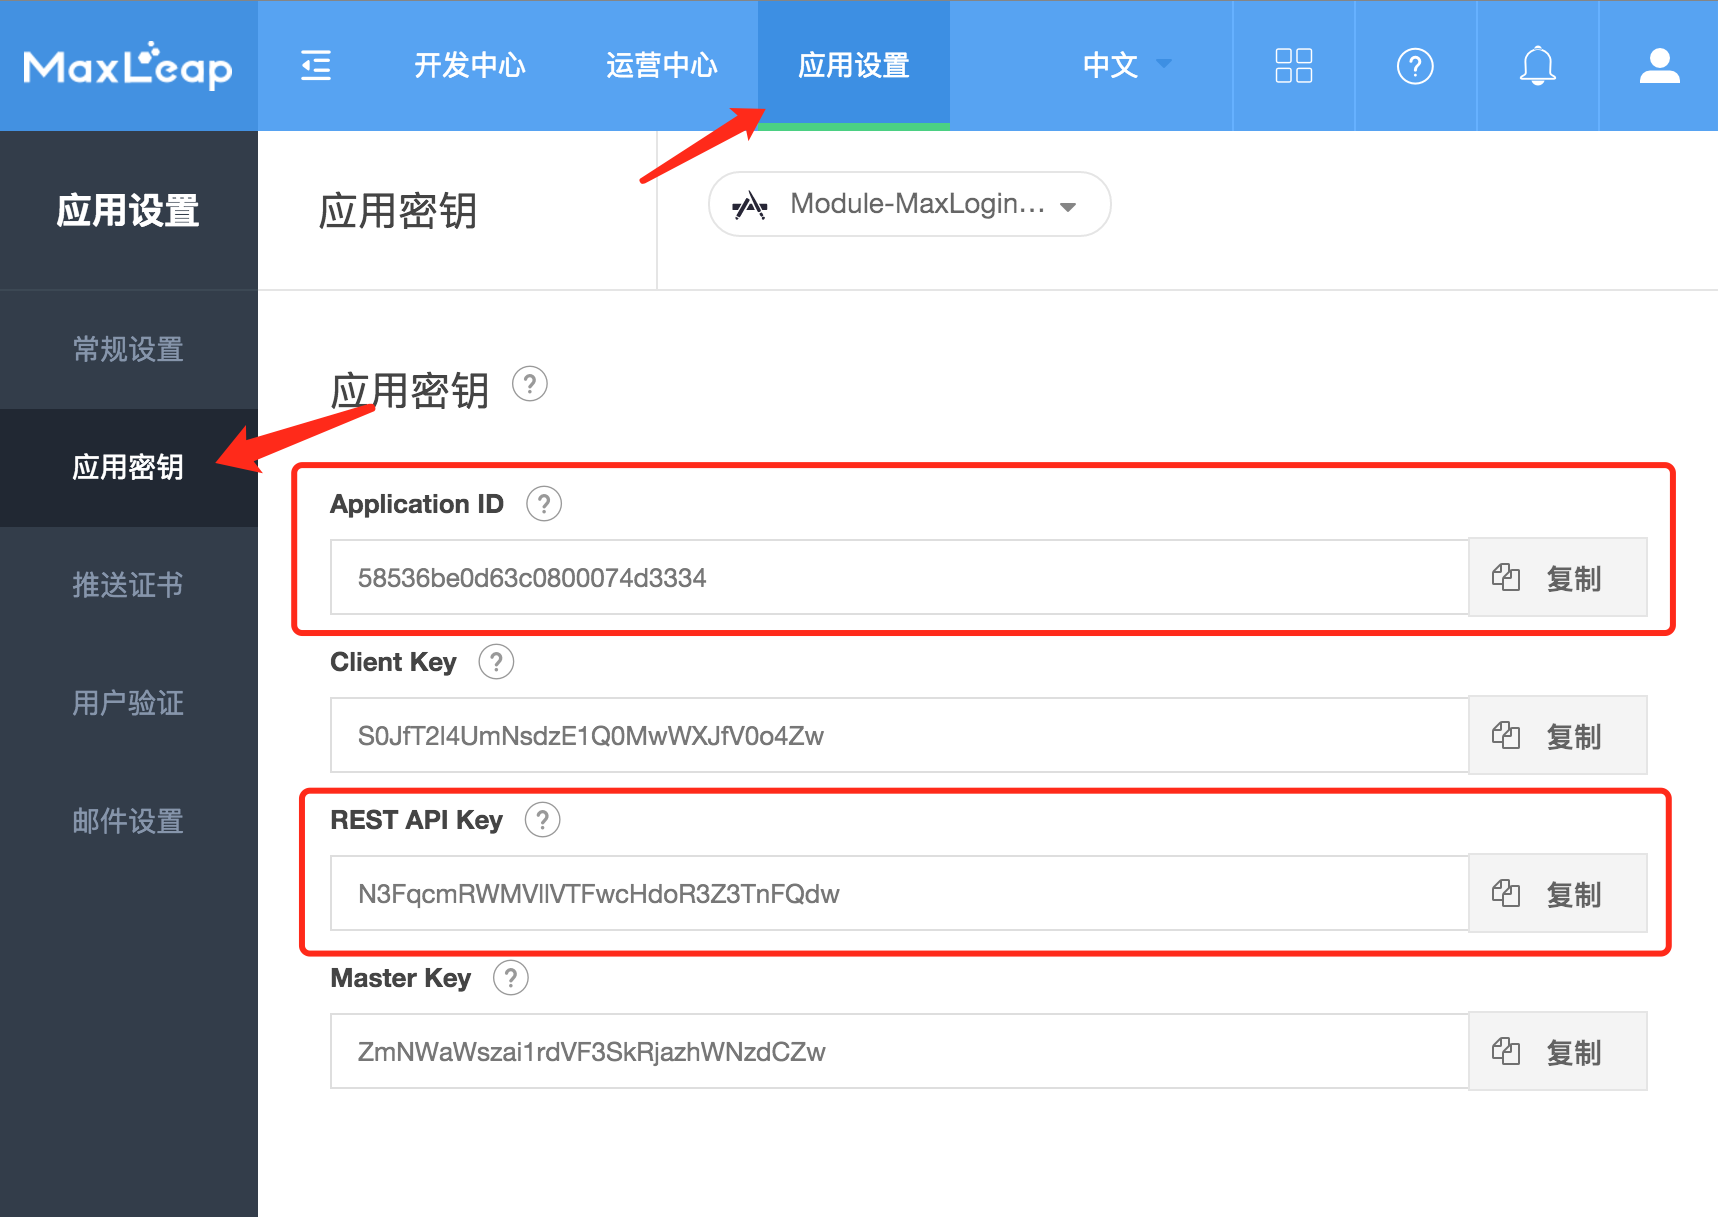 MaxLeap
开发中心
运营中心
应用设置
中文
应用设置
应用密钥
Module-MaxLogin...
常规设置
应用密钥
推送证书
用户验证
邮件设置
应用密钥 ?
Application ID ?
58536be0d63c0800074d3334
复制
Client Key ?
S0JfT2l4UmNsdzE1Q0MwWXJfV0o4Zw
复制
REST API Key ?
N3FqcmRWMVllVTFwcHdoR3Z3TnFQdw
复制
Master Key ?
ZmNWaWszai1rdVF3SkRjazhWNzdCZw
复制